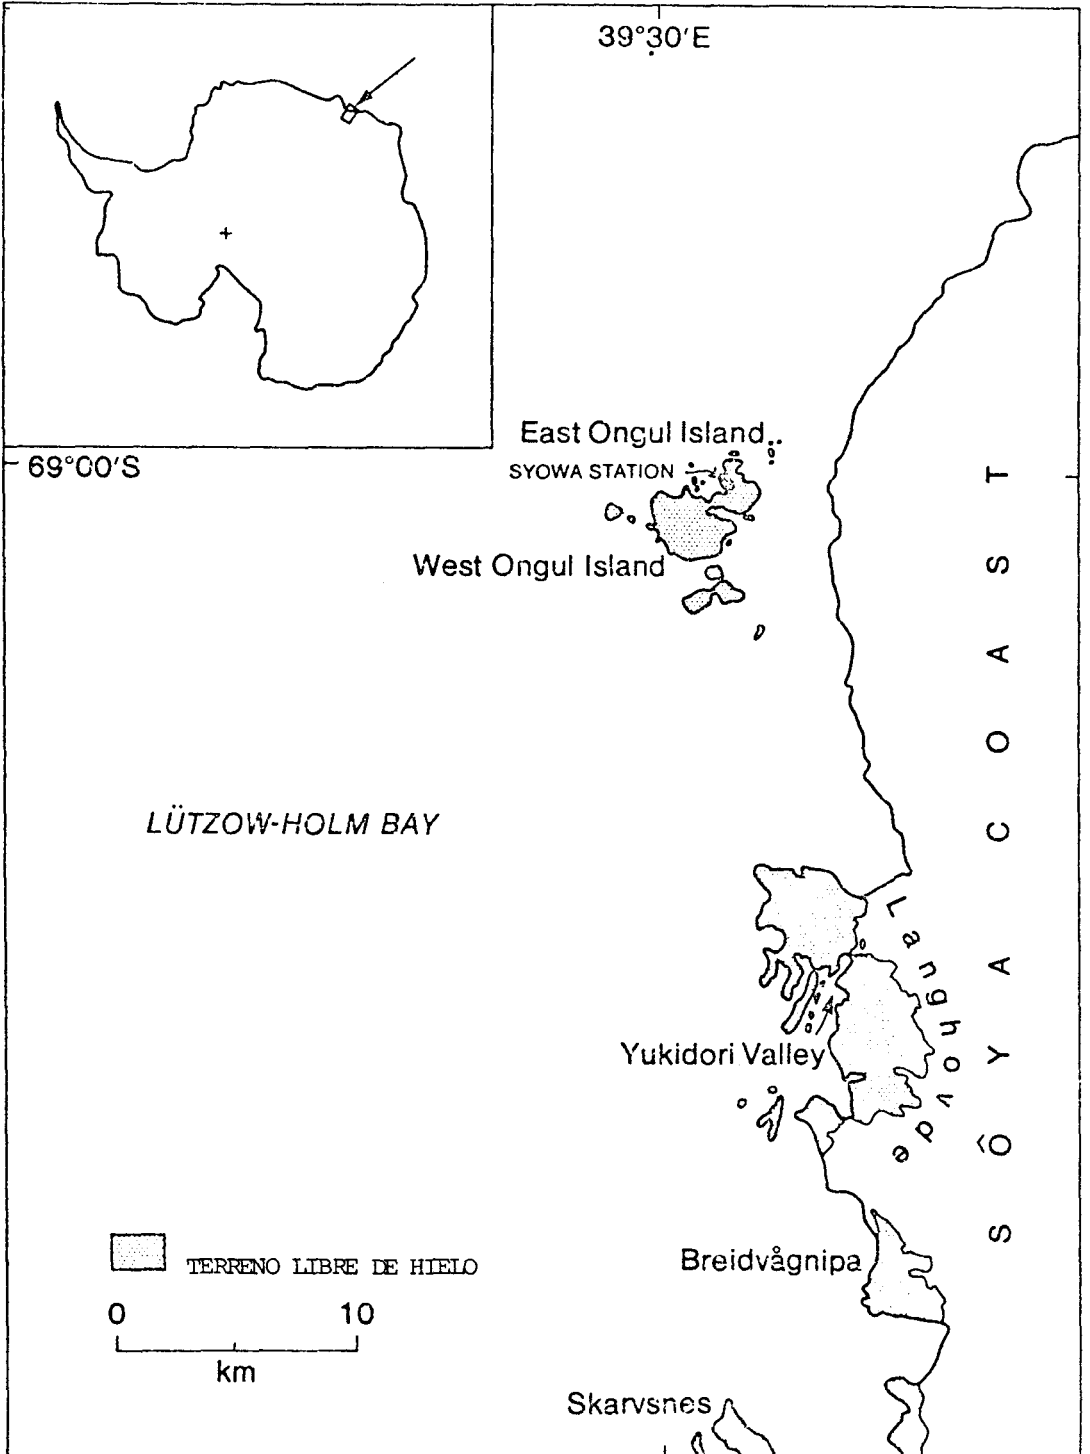 39°30'E
East Ongul Island
69°00'S
SYOWA STATION
West Ongul Island
LÜTZOW-HOLM BAY
SÔYA COAST
Langhovde
Yukidori Valley
Breidvågnipa
TERRENO LIBRE DE HIELO
0 10
km
Skarvsnes